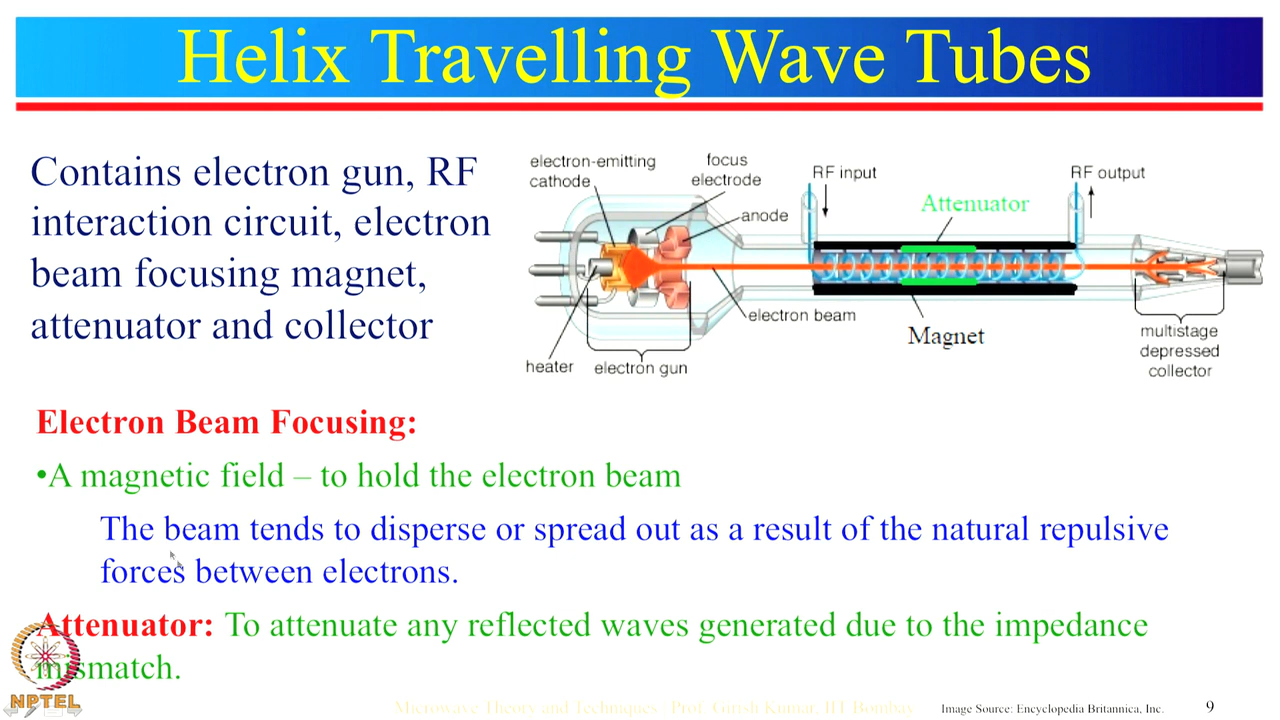 Helix Travelling Wave Tubes
Contains electron gun, RF
interaction circuit, electron
beam focusing magnet,
attenuator and collector
electron-emitting
cathode
focus
electrode
anode
RF input
Attenuator
RF output
electron beam
Magnet
heater
electron gun
multistage
depressed
collector
Electron Beam Focusing:
•A magnetic field – to hold the electron beam
The beam tends to disperse or spread out as a result of the natural repulsive
forces between electrons.
Attenuator: To attenuate any reflected waves generated due to the impedance
mismatch.
NPTEL
Microwave Theory and Techniques | Prof. Girish Kumar, IIT Bombay
Image Source: Encyclopedia Britannica, Inc.
9